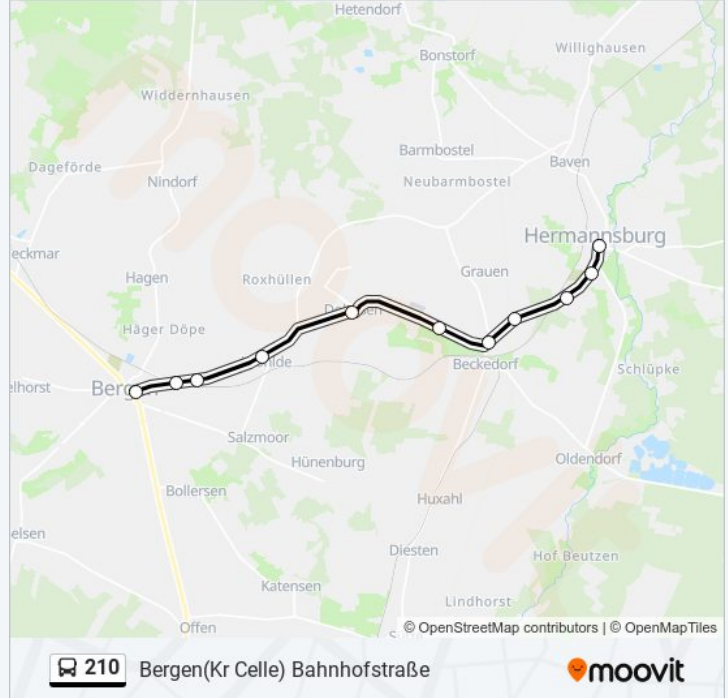 Hetendorf
Willighausen
Bonstorf
Widdernhausen
Barmbostel
Baven
Dageförde
Nindorf
Neubarmbostel
Hermannsburg
eckmar
Hagen
Roxhüllen
Grauen
Häger Döpe
Beckedorf
Schlüpke
elhorst
Salzmoor
Hünenburg
Oldendorf
Bollersen
Huxahl
elsen
Diesten
Hof Beutzen
Katensen
Lindhorst
Offen
© OpenStreetMap contributors | © OpenMapTiles
210 Bergen(Kr Celle) Bahnhofstraße
moovit